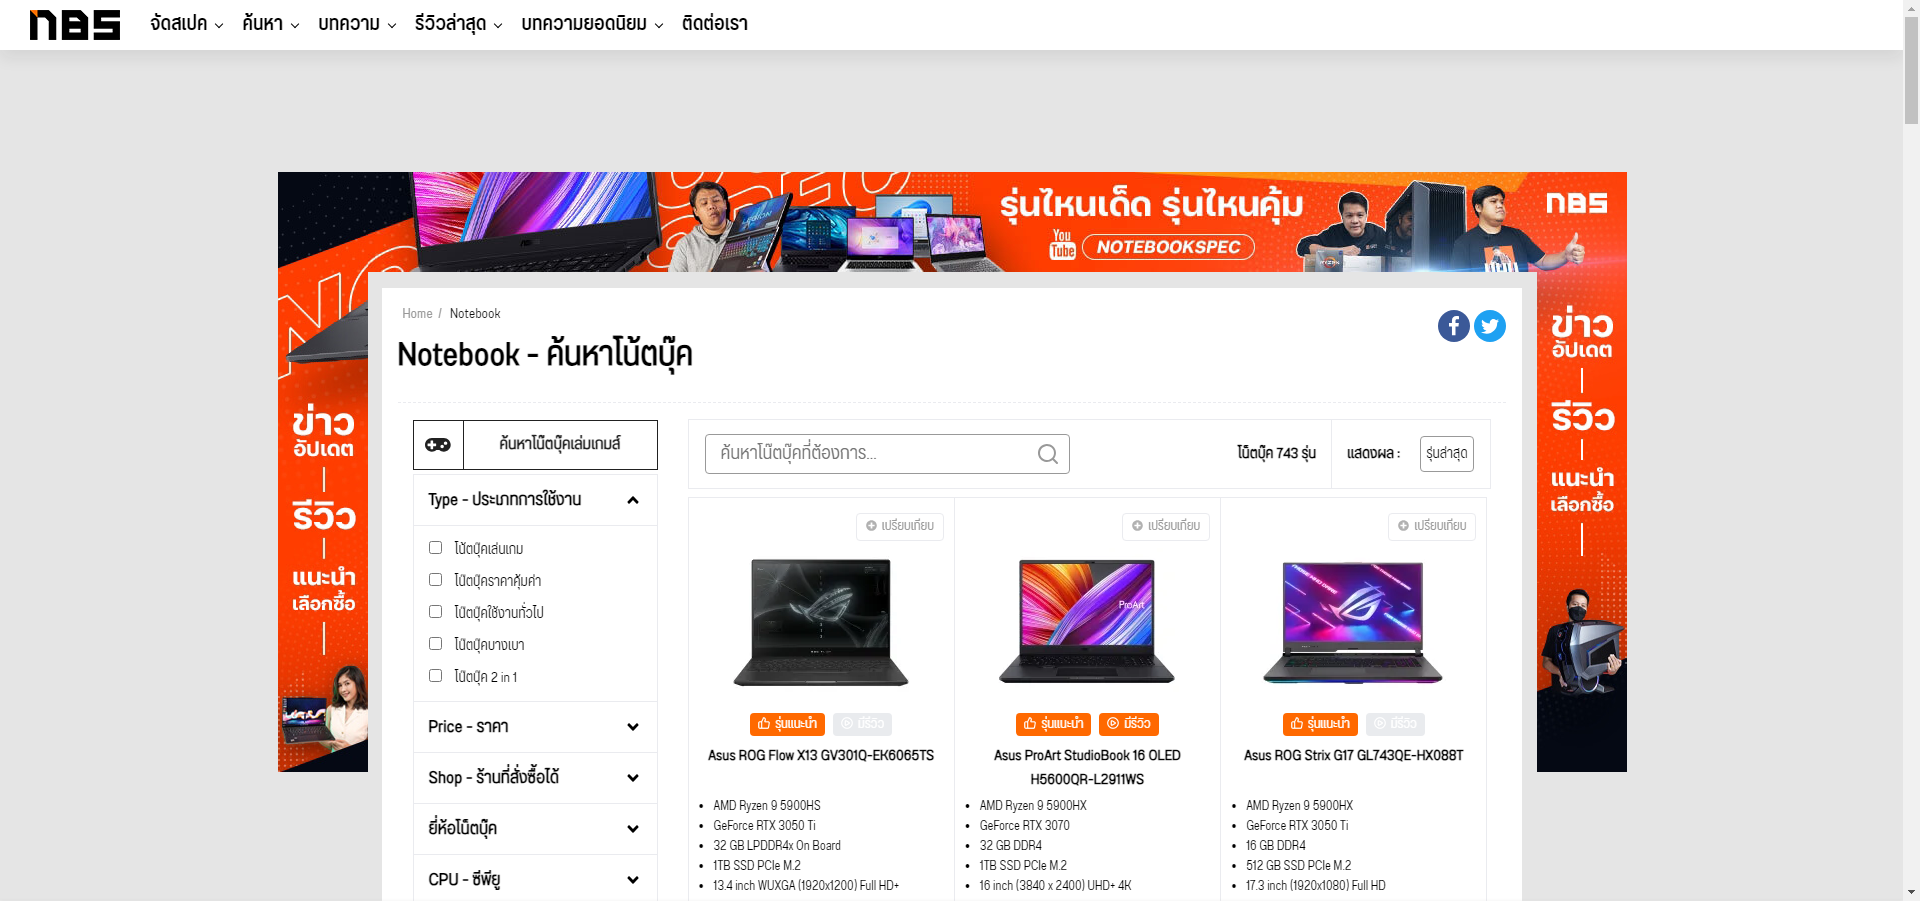 nBS
จัดสเปค
ค้นหา
บทความ
รีวิวล่าสุด
บทความยอดนิยม
ติดต่อเรา
รุ่นไหนเด็ด รุ่นไหนคุ้ม
You Tube NOTEBOOKSPEC
nBS
ข่าว
อัปเดต
รีวิว
แนะนำ
เลือกซื้อ
ข่าว
อัปเดต
รีวิว
แนะนำ
เลือกซื้อ
Home / Notebook
Notebook - ค้นหาโน้ตบุ๊ค
ค้นหาโน๊ตบุ๊คเล่มเกมส์
Type - ประเภทการใช้งาน
โน้ตบุ๊คเล่นเกม
โน๊ตบุ๊คราคาคุ้มค่า
โน๊ตบุ๊คใช้งานทั่วไป
โน๊ตบุ๊คบางเบา
โน้ตบุ๊ค 2 in 1
Price - ราคา
Shop - ร้านที่สั่งซื้อได้
ยี่ห้อโน็ตบุ๊ค
CPU - ซีพียู
ค้นหาโน๊ตบุ๊คที่ต้องการ...
โน็ตบุ๊ค 743 รุ่น
แสดงผล :
รุ่นล่าสุด
เปรียบเทียบ
รุ่นแนะนำ มีรีวิว
Asus ROG Flow X13 GV301Q-EK6065TS
AMD Ryzen 9 5900HS
GeForce RTX 3050 Ti
32 GB LPDDR4x On Board
1TB SSD PCIe M.2
13.4 inch WUXGA (1920x1200) Full HD+
เปรียบเทียบ
ProArt
รุ่นแนะนำ มีรีวิว
Asus ProArt StudioBook 16 OLED
H5600QR-L2911WS
AMD Ryzen 9 5900HX
GeForce RTX 3070
32 GB DDR4
1TB SSD PCIe M.2
16 inch (3840 x 2400) UHD+ 4K
เปรียบเทียบ
รุ่นแนะนำ มีรีวิว
Asus ROG Strix G17 GL743QE-HX088T
AMD Ryzen 9 5900HX
GeForce RTX 3050 Ti
16 GB DDR4
512 GB SSD PCIe M.2
17.3 inch (1920x1080) Full HD